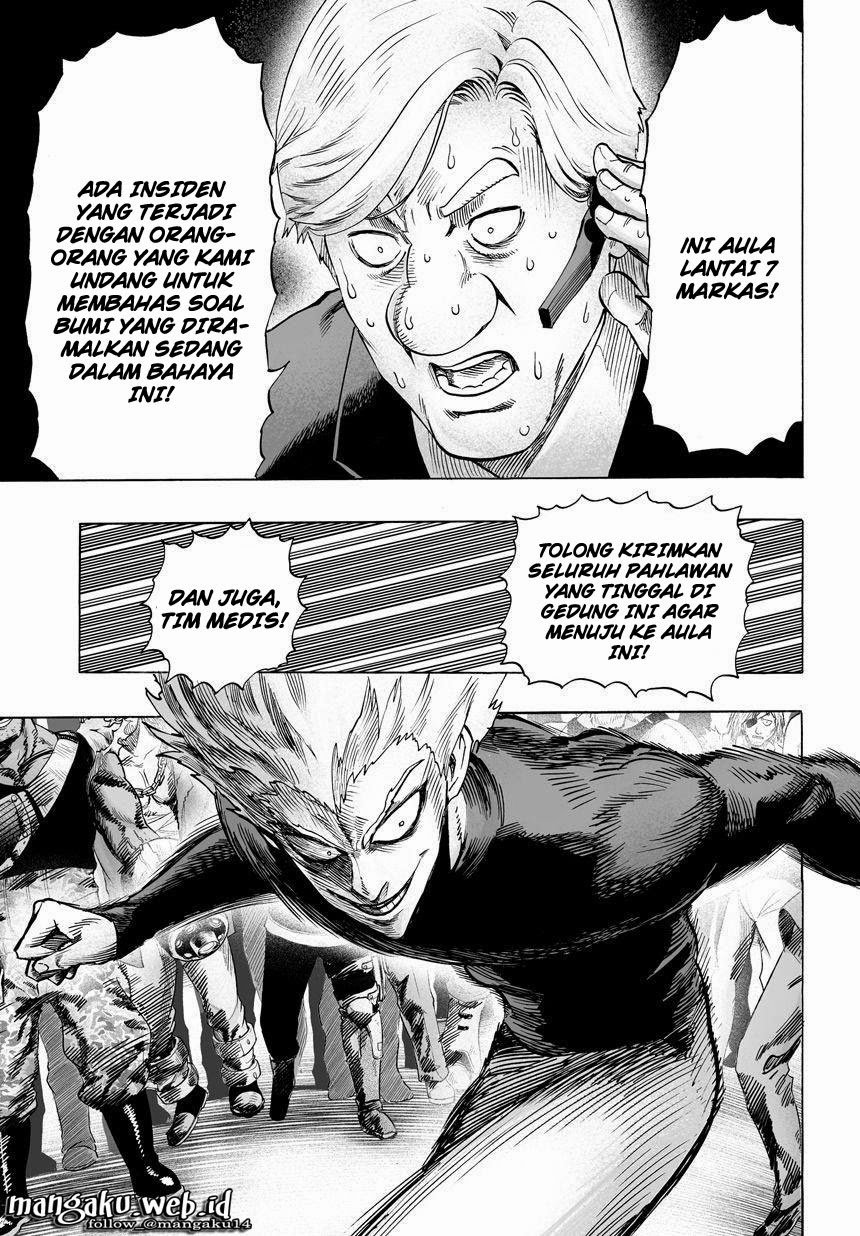 INI AULA
LANTAI 7
MARKAS!
ADA INSIDEN
YANG TERJADI
DENGAN ORANG-
ORANG YANG KAMI
UNDANG UNTUK
MEMBAHAS SOAL
BUMI YANG DIRA-
MALKAN SEDANG
DALAM BAHAYA
INI!
TOLONG KIRIMKAN
SELURUH PAHLAWAN
YANG TINGGAL DI
GEDUNG INI AGAR
MENUJU KE AULA
INI!
DAN JUGA,
TIM MEDIS!
mangaku.web.id
follow_@mangaku14